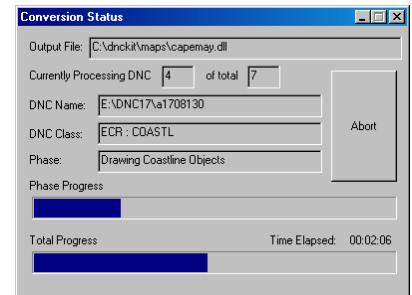 Conversion Status
Output File: C:\dnckit\maps\capemay.dll
Currently Processing DNC 4 of total 7
DNC Name: E:\DNC17\a1708130
DNC Class: ECR : COASTL
Abort
Phase: Drawing Coastline Objects
Phase Progress
Total Progress Time Elapsed: 00:02:06